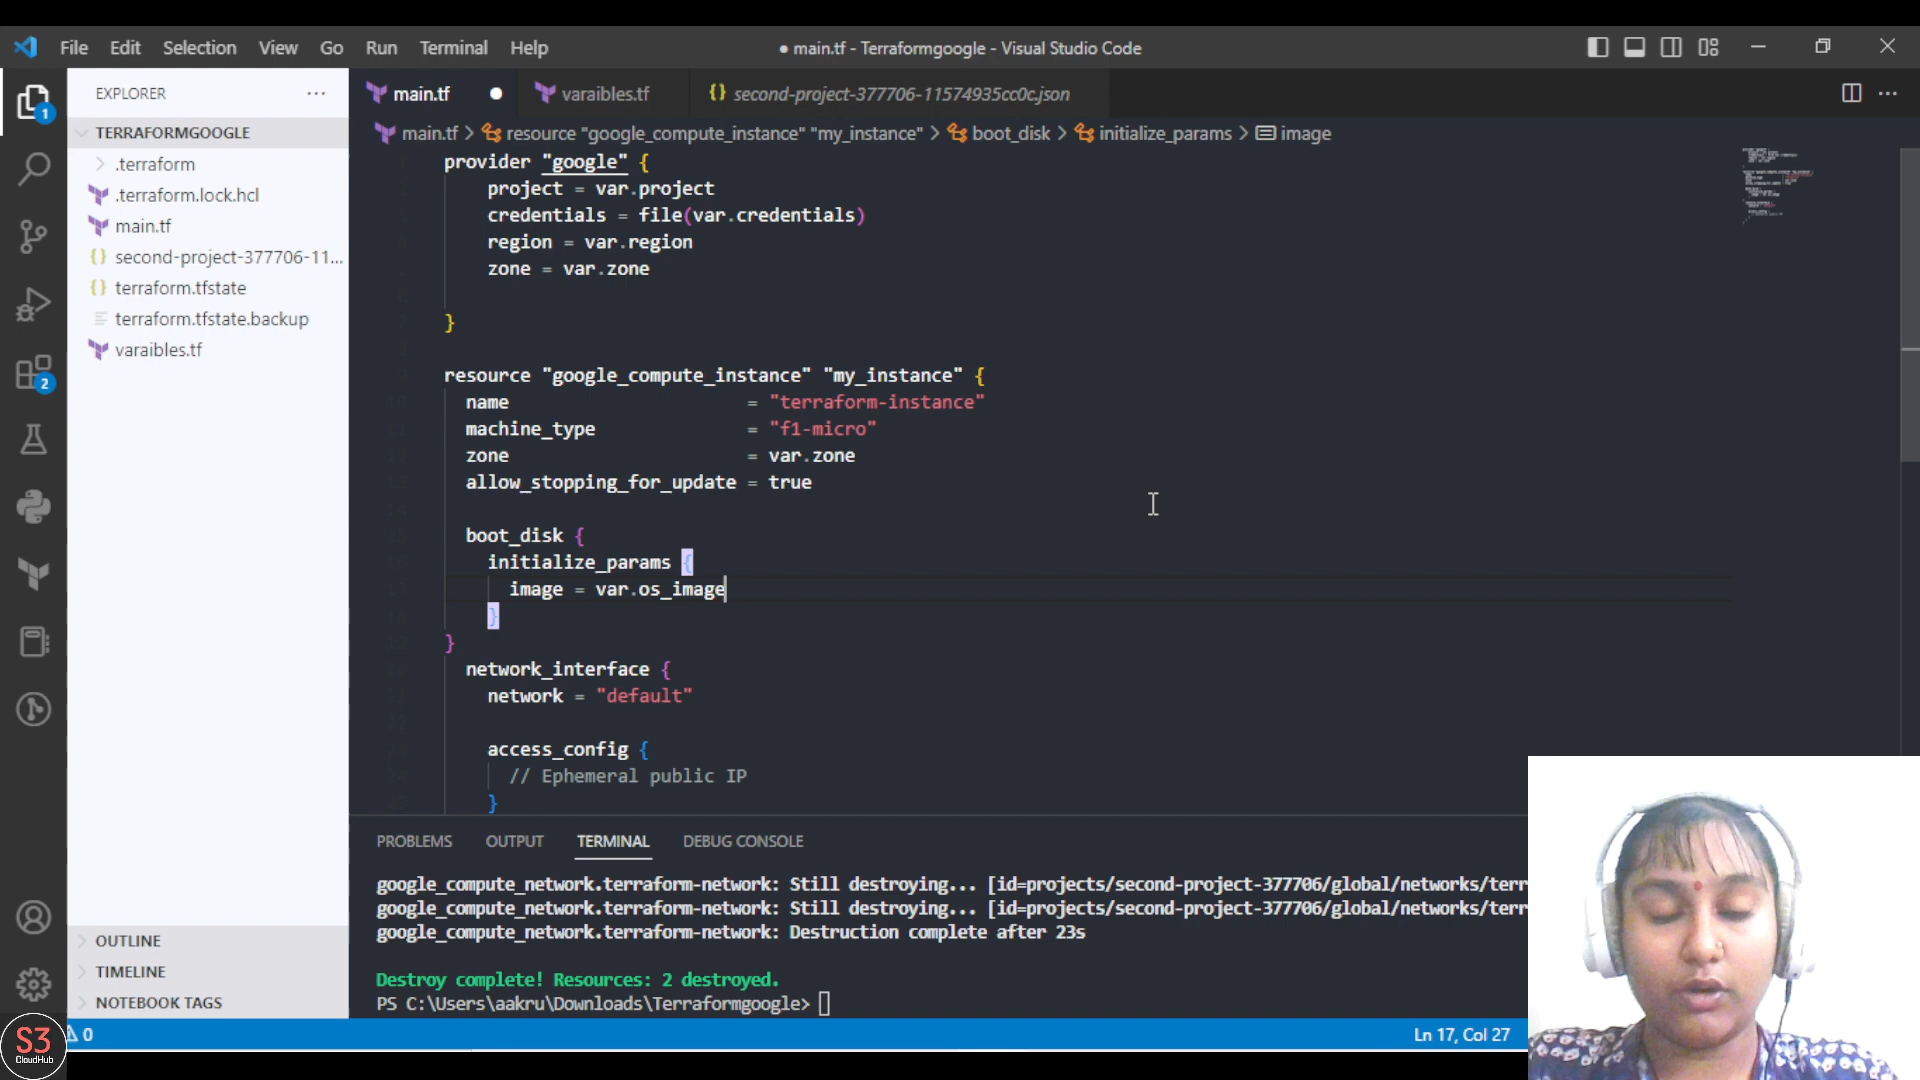 File Edit Selection View Go Run Terminal Help
● main.tf - Terraformgoogle - Visual Studio Code
EXPLORER
TERRAFORMGOOGLE
.terraform
.terraform.lock.hcl
main.tf
second-project-377706-11...
terraform.tfstate
terraform.tfstate.backup
varaibles.tf
OUTLINE
TIMELINE
NOTEBOOK TAGS
1
2
main.tf
varaibles.tf
{} second-project-377706-11574935cc0c.json
main.tf > resource "google_compute_instance" "my_instance" > boot_disk > initialize_params > image
provider "google" {
project = var.project
credentials = file(var.credentials)
region = var.region
zone = var.zone
}
resource "google_compute_instance" "my_instance" {
name = "terraform-instance"
machine_type = "f1-micro"
zone = var.zone
allow_stopping_for_update = true
boot_disk {
initialize_params {
image = var.os_image
}
}
network_interface {
network = "default"
access_config {
// Ephemeral public IP
}
PROBLEMS OUTPUT TERMINAL DEBUG CONSOLE
google_compute_network.terraform-network: Still destroying... [id=projects/second-project-377706/global/networks/terr
google_compute_network.terraform-network: Still destroying... [id=projects/second-project-377706/global/networks/terr
google_compute_network.terraform-network: Destruction complete after 23s
Destroy complete! Resources: 2 destroyed.
PS C:\Users\aakru\Downloads\Terraformgoogle>
S3
CloudHub
0
Ln 17, Col 27